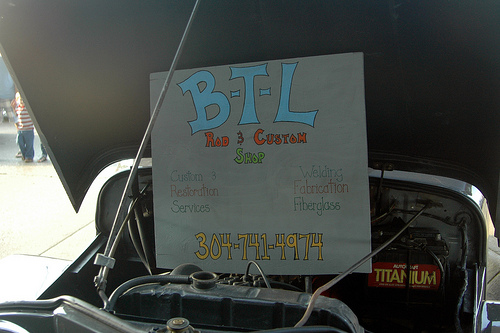 B-T-L
Rod & Custom
Shop
Custom &
Restoration
Services
Welding
Fabrication
Fiberglass
304-741-4974
TITANIUM